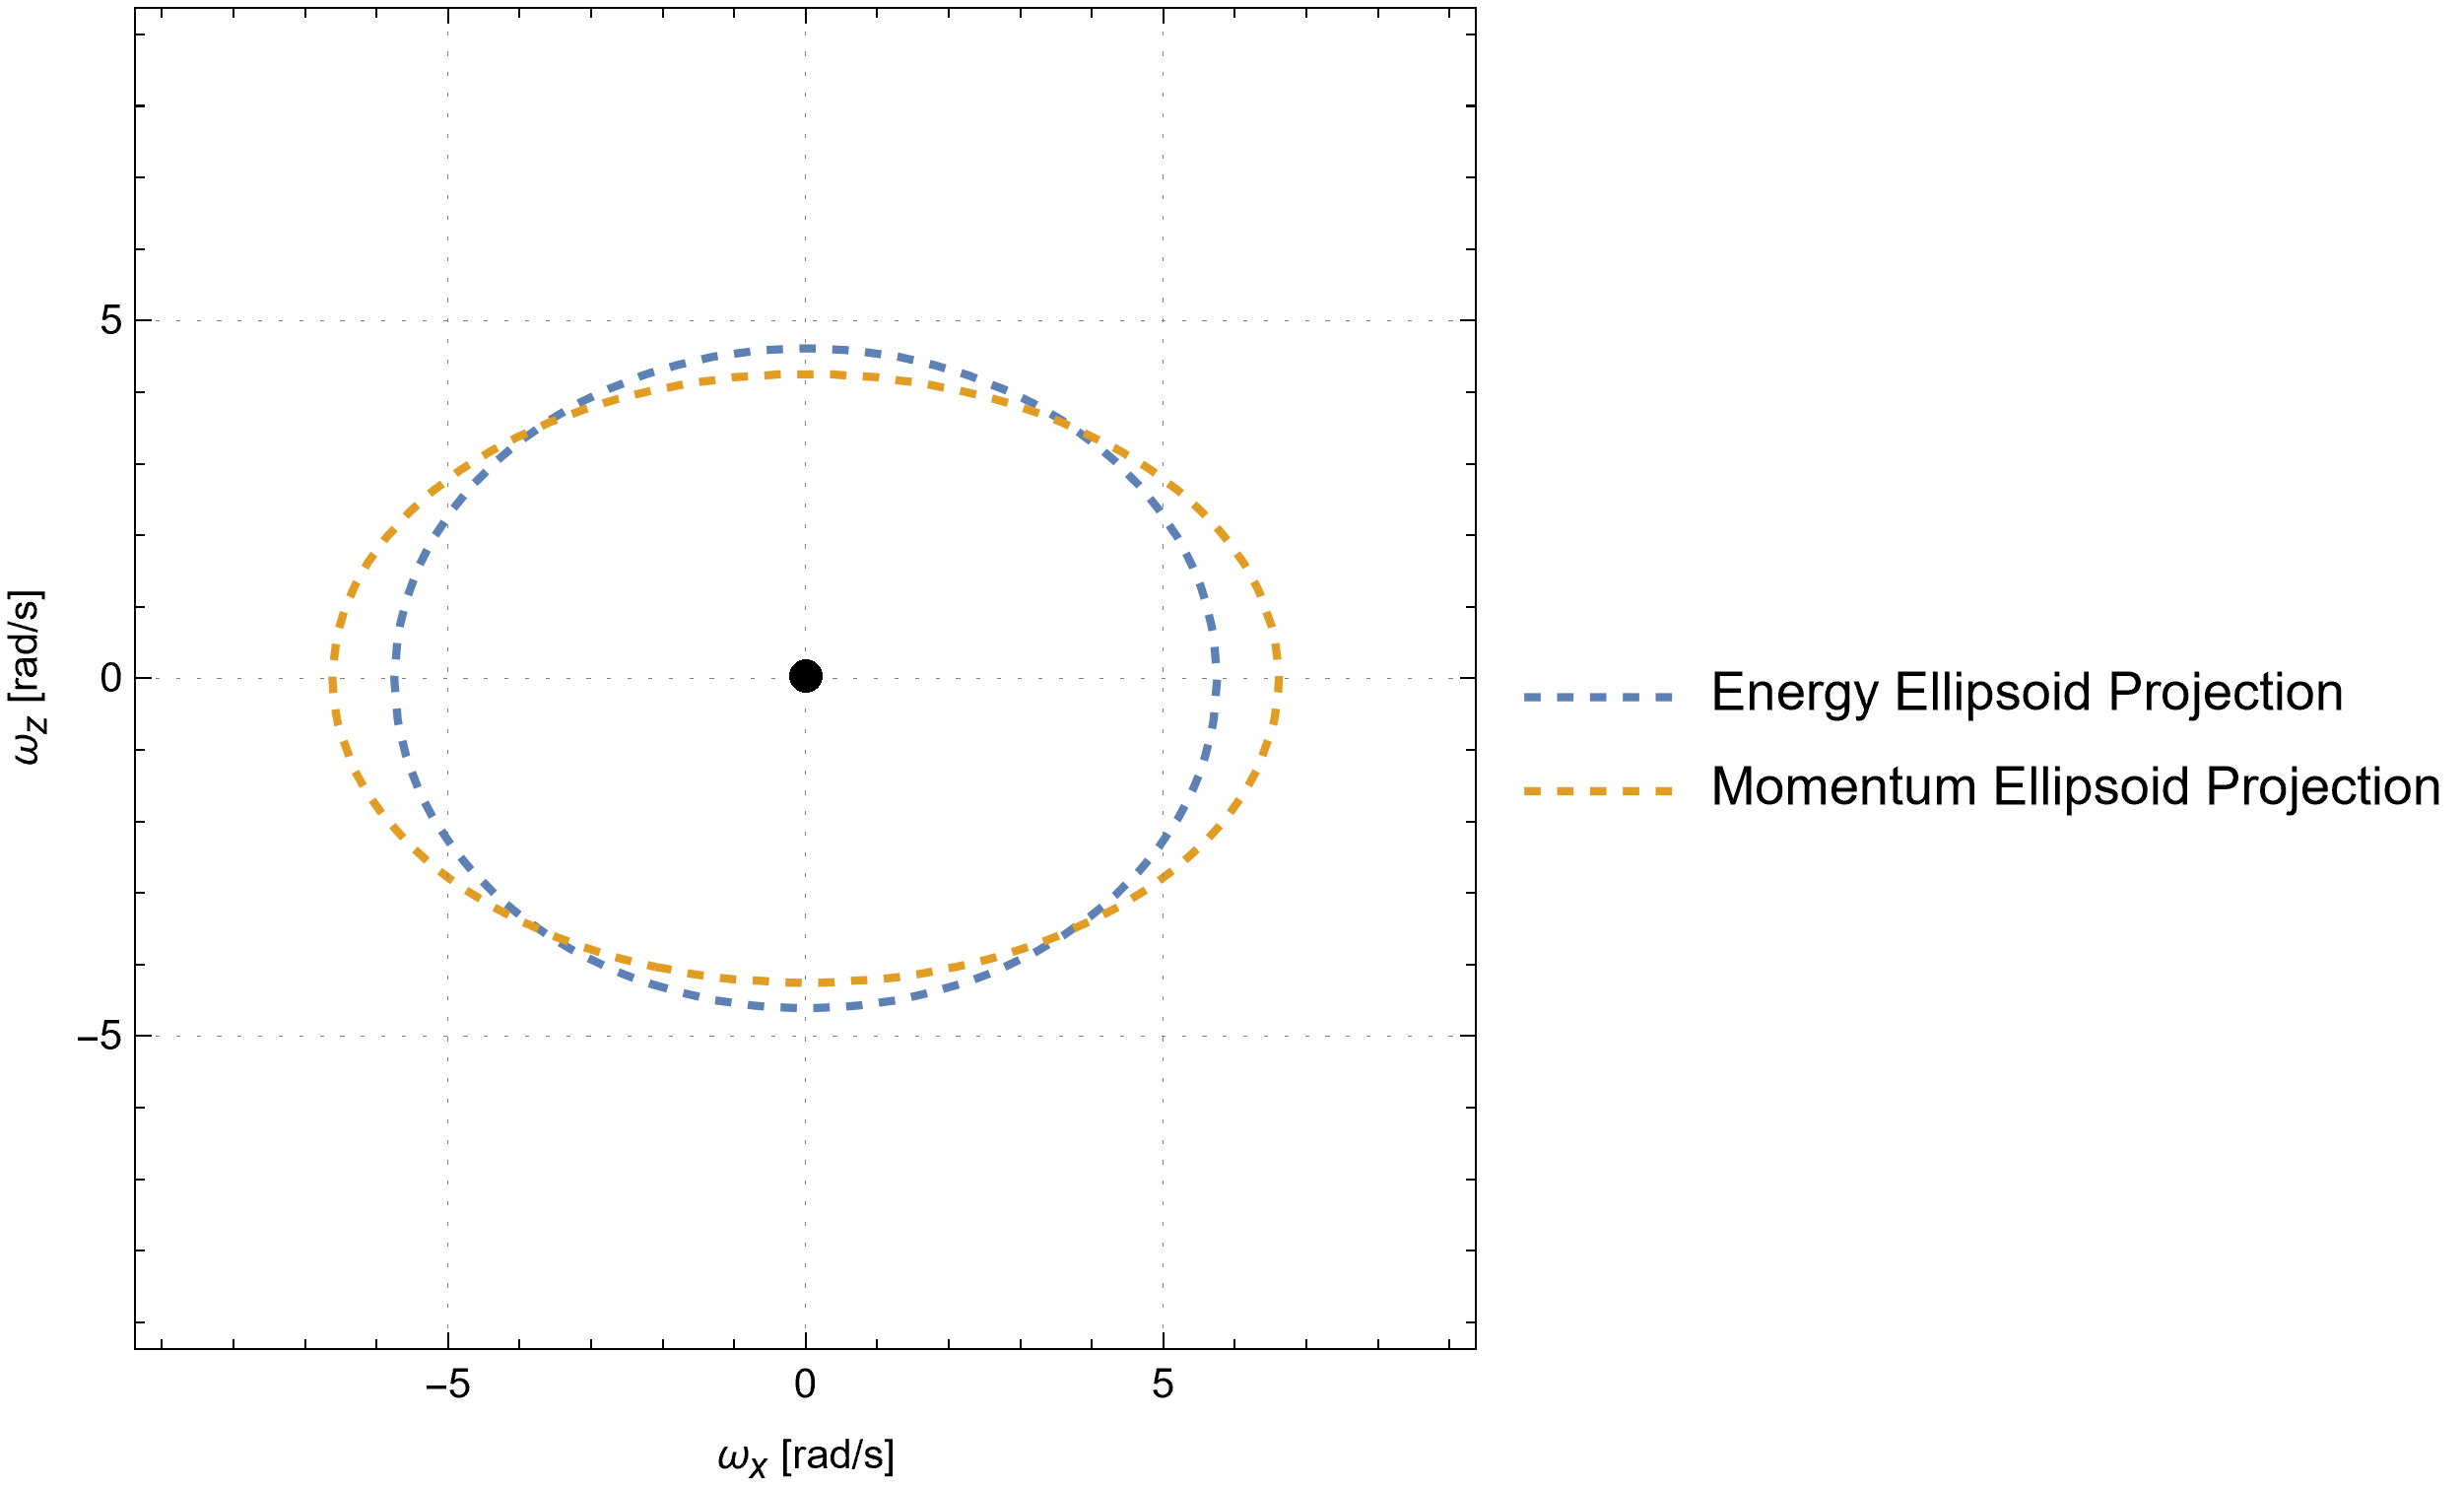 5
0
−5
ωz [rad/s]
−5 0 5
ωx [rad/s]
Energy Ellipsoid Projection
Momentum Ellipsoid Projection